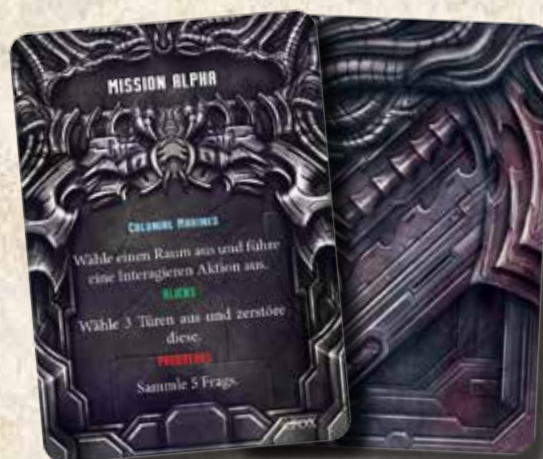 MISSION ALPHA
COLONIAL MARINES
Wähle einen Raum aus und führe
eine Interagieren Aktion aus.
ALIENS
Wähle 3 Türen aus und zerstöre
diese.
PREDATORS
Sammle 5 Frags.
FOX